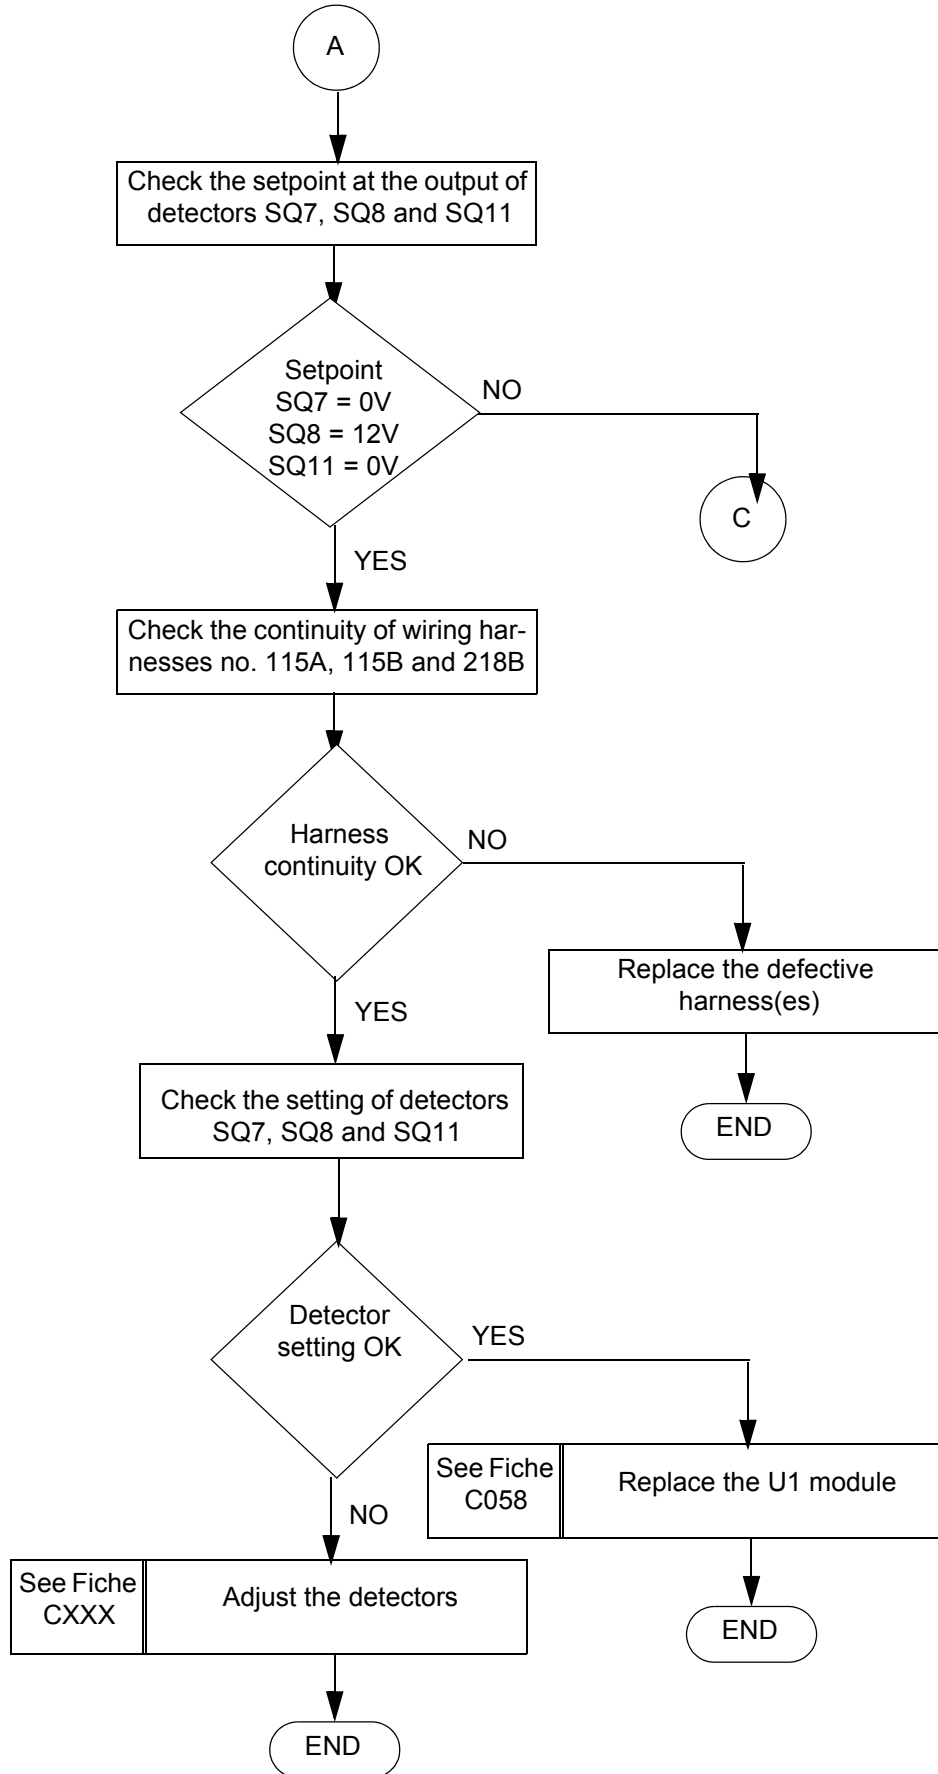 A
Check the setpoint at the output of
detectors SQ7, SQ8 and SQ11
Setpoint
SQ7 = 0V
SQ8 = 12V
SQ11 = 0V
NO
C
YES
Check the continuity of wiring har-
nesses no. 115A, 115B and 218B
Harness
continuity OK
NO
Replace the defective
harness(es)
END
YES
Check the setting of detectors
SQ7, SQ8 and SQ11
Detector
setting OK
YES
See Fiche
C058
Replace the U1 module
END
NO
See Fiche
CXXX
Adjust the detectors
END